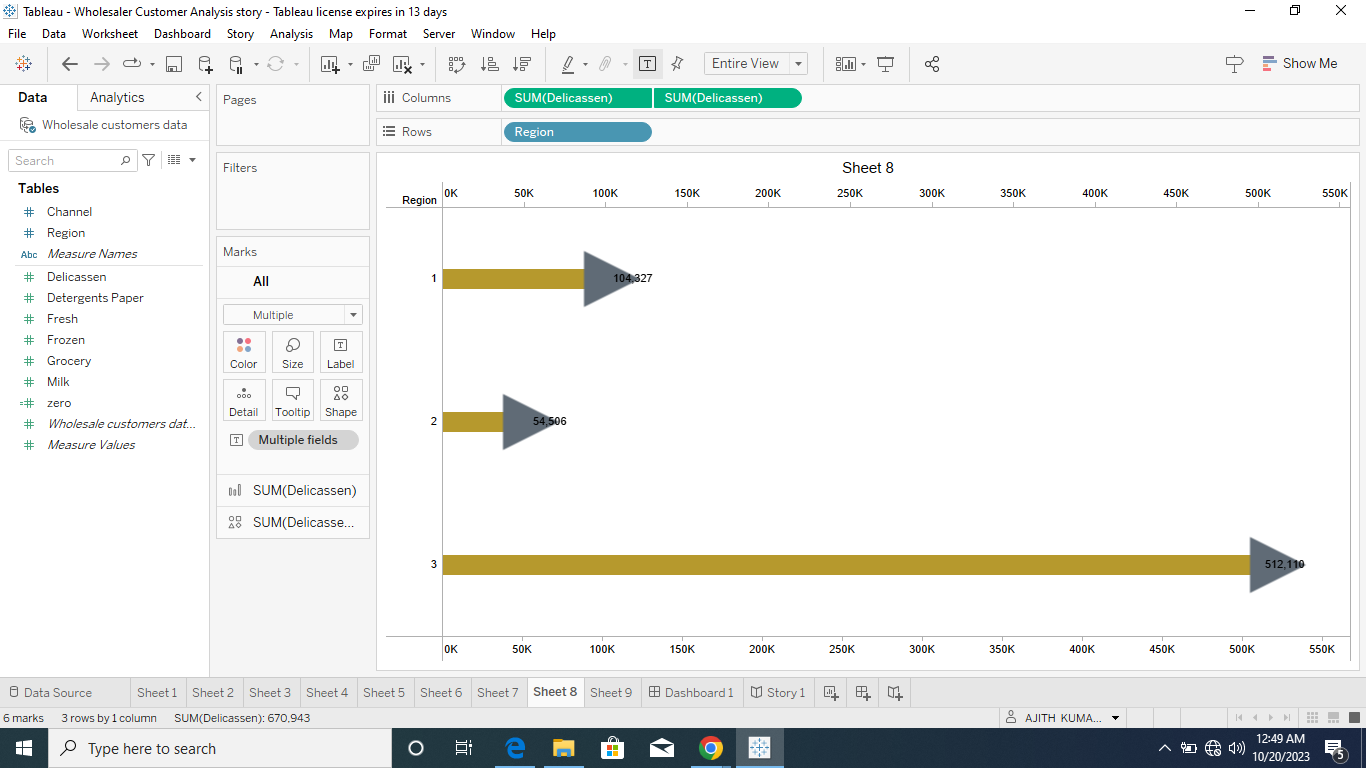 Tableau - Wholesaler Customer Analysis story - Tableau license expires in 13 days
File Data Worksheet Dashboard Story Analysis Map Format Server Window Help
Entire View
Show Me
Data Analytics
Wholesale customers data
Search
Tables
Channel
Region
Abc Measure Names
Delicassen
Detergents Paper
Fresh
Frozen
Grocery
Milk
zero
Wholesale customers dat...
Measure Values
Pages
Filters
Marks
All
Multiple
Color Size Label
Detail Tooltip Shape
Multiple fields
SUM(Delicassen)
SUM(Delicasse...
Columns SUM(Delicassen) SUM(Delicassen)
Rows Region
Sheet 8
Region 0K 50K 100K 150K 200K 250K 300K 350K 400K 450K 500K 550K
1 104,327
2 54,506
3 512,110
0K 50K 100K 150K 200K 250K 300K 350K 400K 450K 500K 550K
Data Source Sheet 1 Sheet 2 Sheet 3 Sheet 4 Sheet 5 Sheet 6 Sheet 7 Sheet 8 Sheet 9 Dashboard 1 Story 1
6 marks 3 rows by 1 column SUM(Delicassen): 670,943 AJITH KUMA...
Type here to search
12:49 AM
10/20/2023
5